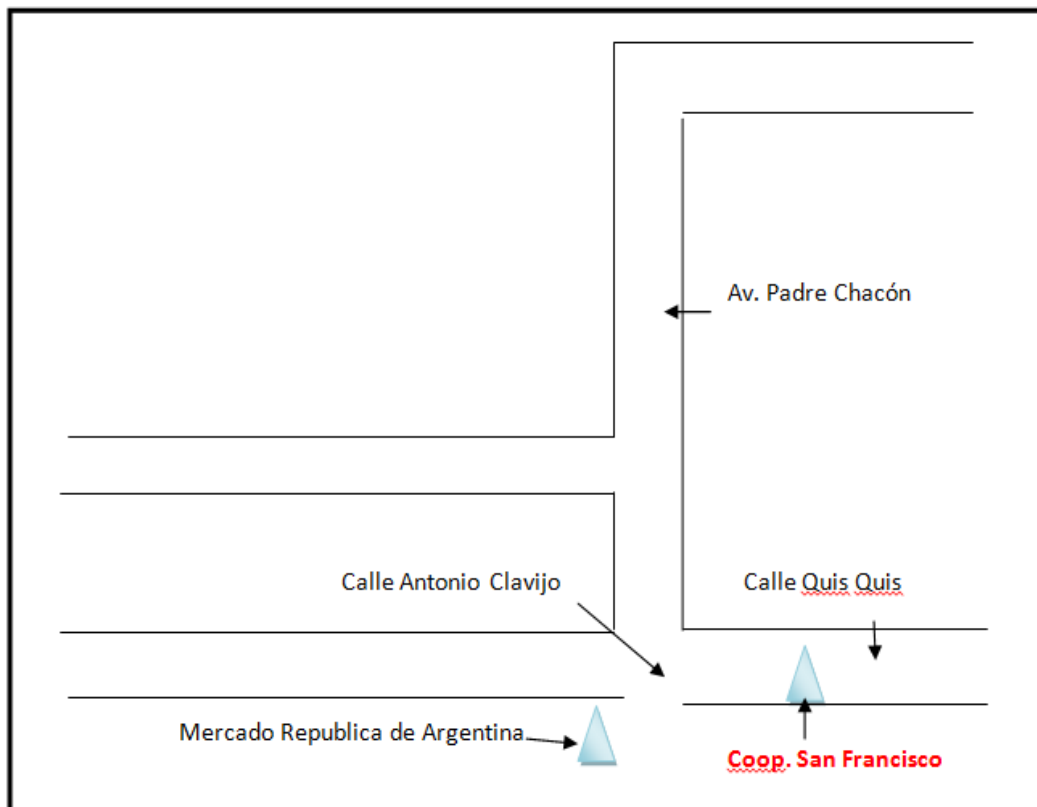 Av. Padre Chacón
Calle Antonio Clavijo
Calle Quis Quis
Mercado Republica de Argentina
Coop. San Francisco